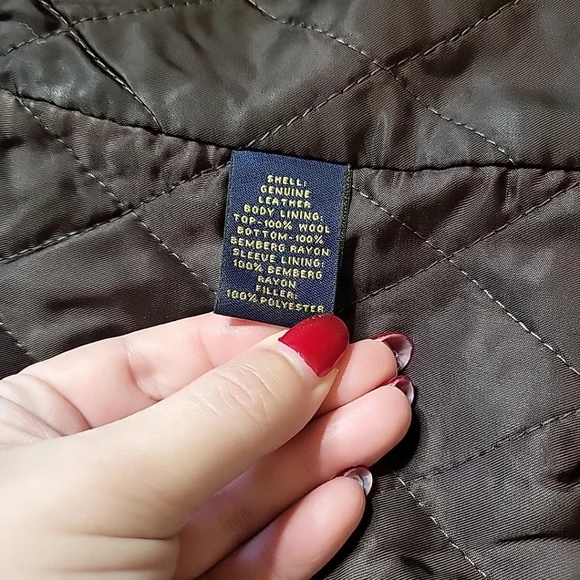 SHELL:
GENUINE
LEATHER
BODY LINING:
TOP-100% WOOL
BOTTOM-100%
BEMBERG RAYON
SLEEVE LINING:
100% BEMBERG
RAYON
FILLER:
100% POLYESTER